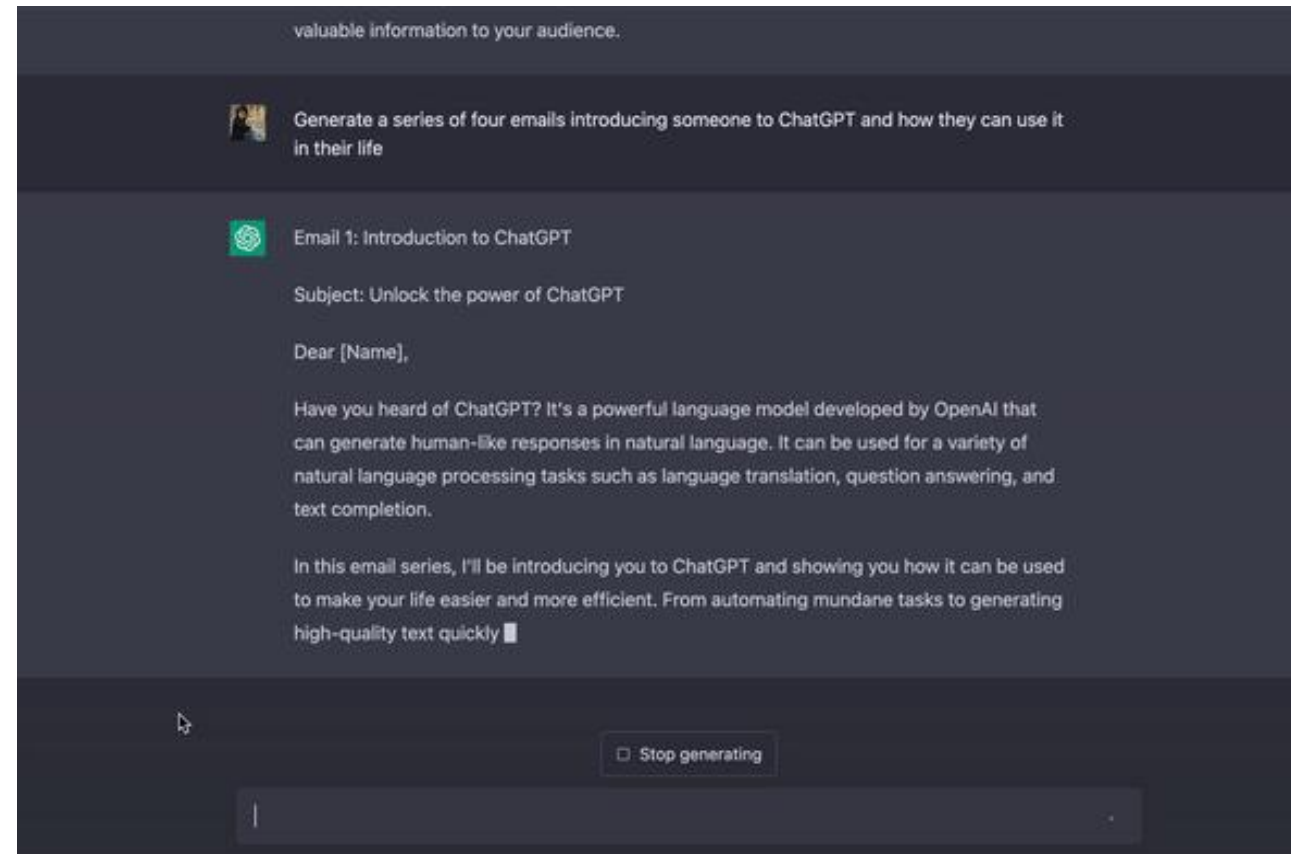 valuable information to your audience.
Generate a series of four emails introducing someone to ChatGPT and how they can use it
in their life
Email 1: Introduction to ChatGPT
Subject: Unlock the power of ChatGPT
Dear [Name],
Have you heard of ChatGPT? It's a powerful language model developed by OpenAI that
can generate human-like responses in natural language. It can be used for a variety of
natural language processing tasks such as language translation, question answering, and
text completion.
In this email series, I'll be introducing you to ChatGPT and showing you how it can be used
to make your life easier and more efficient. From automating mundane tasks to generating
high-quality text quickly
Stop generating